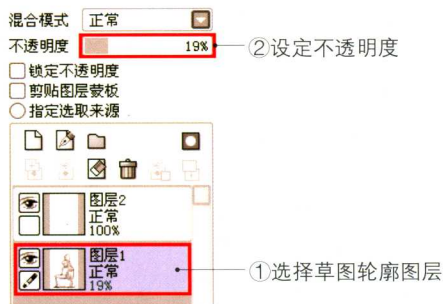 混合模式 正常
不透明度 19%
②设定不透明度
锁定不透明度
剪贴图层蒙板
指定选取来源
图层2
正常
100%
图层1
正常
19%
①选择草图轮廓图层